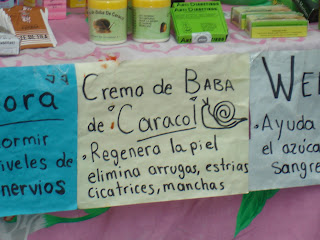 ora
ormir
niveles de
nervios
Crema de BABA
de Caracol
• Regenera la piel
elimina arrugas, estrias
cicatrices, manchas
WE
• Ayuda
el azúca
sangre